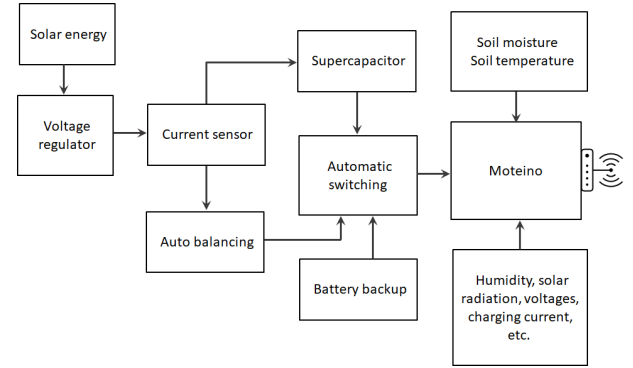 Solar energy
Voltage
regulator
Current sensor
Auto balancing
Supercapacitor
Automatic
switching
Battery backup
Soil moisture
Soil temperature
Moteino
Humidity, solar
radiation, voltages,
charging current,
etc.